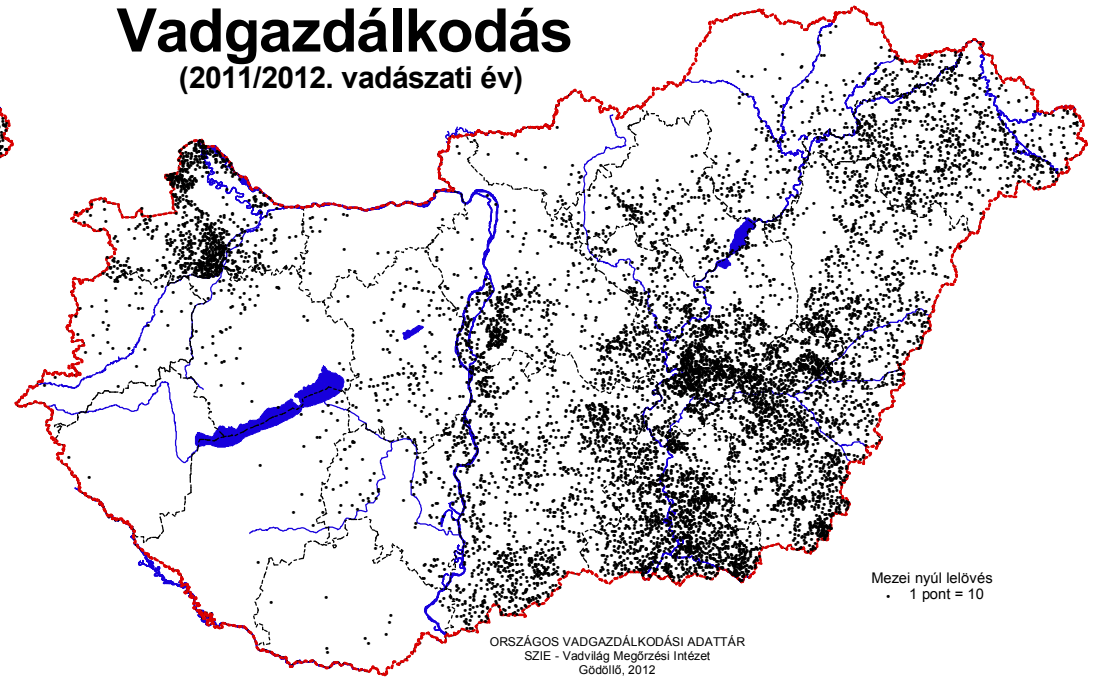 Vadgazdálkodás
(2011/2012. vadászati év)
Mezei nyúl lelövés
1 pont = 10
ORSZÁGOS VADGAZDÁLKODÁSI ADATTÁR
SZIE - Vadvilág Megőrzési Intézet
Gödöllő, 2012